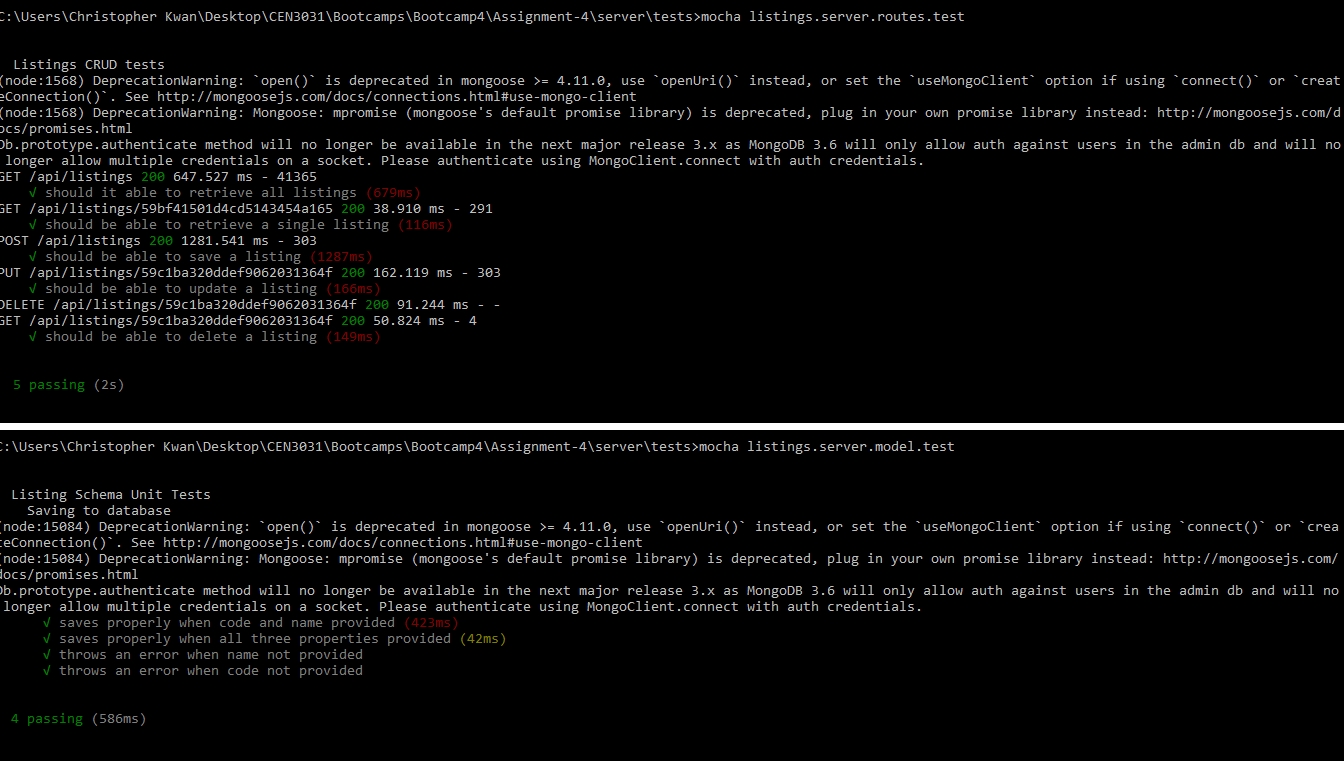 C:\Users\Christopher Kwan\Desktop\CEN3031\Bootcamps\Bootcamp4\Assignment-4\server\tests>mocha listings.server.routes.test
Listings CRUD tests
(node:1568) DeprecationWarning: `open()` is deprecated in mongoose >= 4.11.0, use `openUri()` instead, or set the `useMongoClient` option if using `connect()` or `creat
eConnection()`. See http://mongoosejs.com/docs/connections.html#use-mongo-client
(node:1568) DeprecationWarning: Mongoose: mpromise (mongoose's default promise library) is deprecated, plug in your own promise library instead: http://mongoosejs.com/d
ocs/promises.html
Db.prototype.authenticate method will no longer be available in the next major release 3.x as MongoDB 3.6 will only allow auth against users in the admin db and will no
longer allow multiple credentials on a socket. Please authenticate using MongoClient.connect with auth credentials.
GET /api/listings 200 647.527 ms - 41365
√ should it able to retrieve all listings (679ms)
GET /api/listings/59bf41501d4cd5143454a165 200 38.910 ms - 291
√ should be able to retrieve a single listing (116ms)
POST /api/listings 200 1281.541 ms - 303
√ should be able to save a listing (1287ms)
PUT /api/listings/59c1ba320ddef9062031364f 200 162.119 ms - 303
√ should be able to update a listing (166ms)
DELETE /api/listings/59c1ba320ddef9062031364f 200 91.244 ms - -
GET /api/listings/59c1ba320ddef9062031364f 200 50.824 ms - 4
√ should be able to delete a listing (149ms)
5 passing (2s)
C:\Users\Christopher Kwan\Desktop\CEN3031\Bootcamps\Bootcamp4\Assignment-4\server\tests>mocha listings.server.model.test
Listing Schema Unit Tests
Saving to database
(node:15084) DeprecationWarning: `open()` is deprecated in mongoose >= 4.11.0, use `openUri()` instead, or set the `useMongoClient` option if using `connect()` or `crea
teConnection()`. See http://mongoosejs.com/docs/connections.html#use-mongo-client
(node:15084) DeprecationWarning: Mongoose: mpromise (mongoose's default promise library) is deprecated, plug in your own promise library instead: http://mongoosejs.com/
docs/promises.html
Db.prototype.authenticate method will no longer be available in the next major release 3.x as MongoDB 3.6 will only allow auth against users in the admin db and will no
longer allow multiple credentials on a socket. Please authenticate using MongoClient.connect with auth credentials.
√ saves properly when code and name provided (423ms)
√ saves properly when all three properties provided (42ms)
√ throws an error when name not provided
√ throws an error when code not provided
4 passing (586ms)